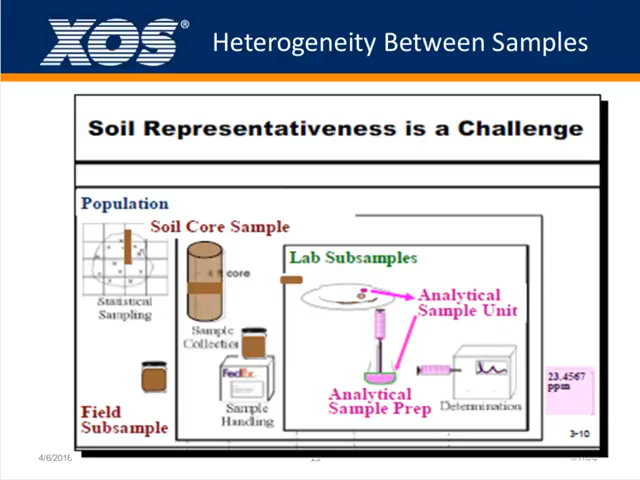 XOS®
Heterogeneity Between Samples
Soil Representativeness is a Challenge
Population
Soil Core Sample
Lab Subsamples
core
Statistical
Sampling
Sample
Collection
Analytical
Sample Unit
FedEx
Sample
Handling
Analytical
Sample Prep
Determination
23.4567
ppm
Field
Subsample
3-10
4/6/2016